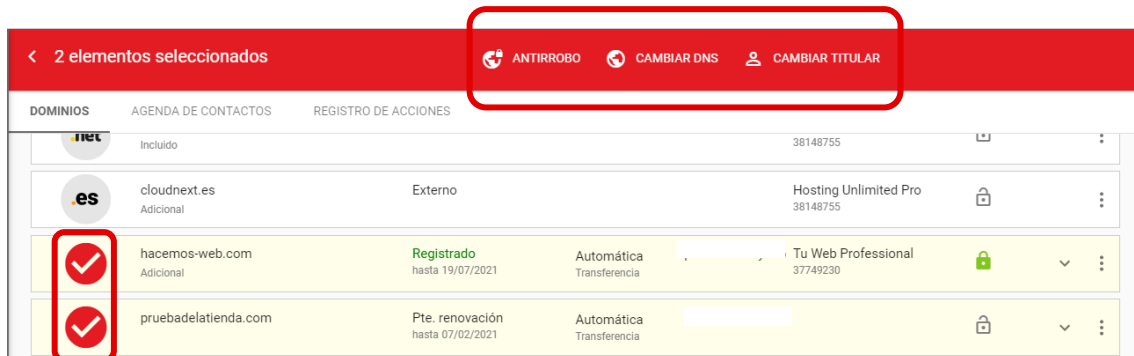 2 elementos seleccionados
ANTIRROBO CAMBIAR DNS CAMBIAR TITULAR
DOMINIOS AGENDA DE CONTACTOS REGISTRO DE ACCIONES
.net
Incluido 38148755
.es cloudnext.es Externo Hosting Unlimited Pro
Adicional 38148755
hacemos-web.com Registrado Automática Tu Web Professional
Adicional hasta 19/07/2021 Transferencia 37749230
pruebadelatienda.com Pte. renovación Automática
hasta 07/02/2021 Transferencia